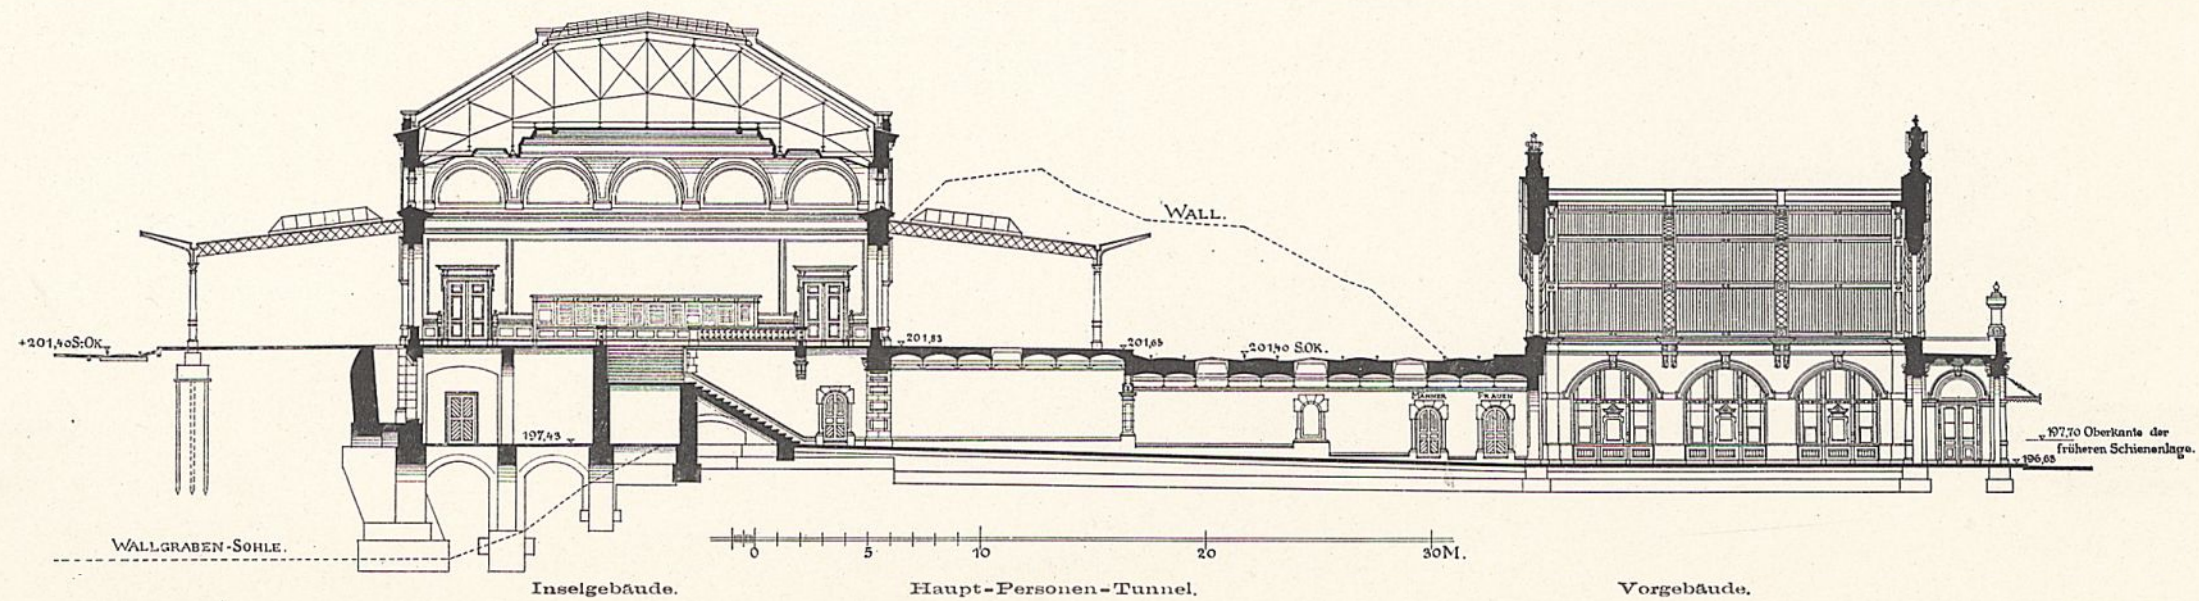 WALL.
+201,40 S:OK.
201,83
201,65
201,40 S.OK.
MÄNNER
FRAUEN
197,43
197,70 Oberkante der
früheren Schienenlage.
196,68
WALLGRABEN-SOHLE.
0 5 10 20 30M.
Inselgebäude.
Haupt-Personen-Tunnel.
Vorgebäude.